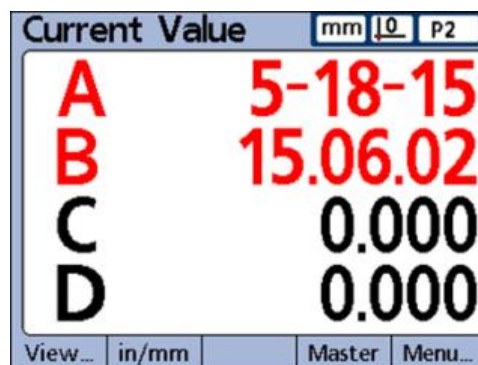 Current Value mm 0 P2
A 5-18-15
B 15.06.02
C 0.000
D 0.000
View... in/mm Master Menu...